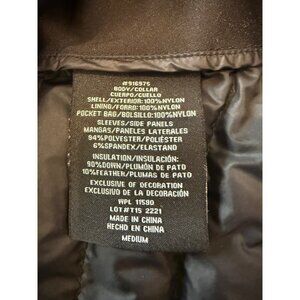 #916975
BODY/COLLAR
CUERPO/CUELLO
SHELL/EXTERIOR:100%NYLON
LINING/FORRO:100%NYLON
POCKET BAG/BOLSILLO:100%NYLON
SLEEVES/SIDE PANELS
MANGAS/PANELES LATERALES
94%POLYESTER/POLIÉSTER
6%SPANDEX/ELASTANO
INSULATION/INSULACIÓN:
90%DOWN/PLUMÓN DE PATO
10%FEATHER/PLUMAS DE PATO
EXCLUSIVE OF DECORATION
EXCLUSIVO DE LA DECORACIÓN
WPL 11590
LOT#T15 2221
MADE IN CHINA
HECHO EN CHINA
MEDIUM